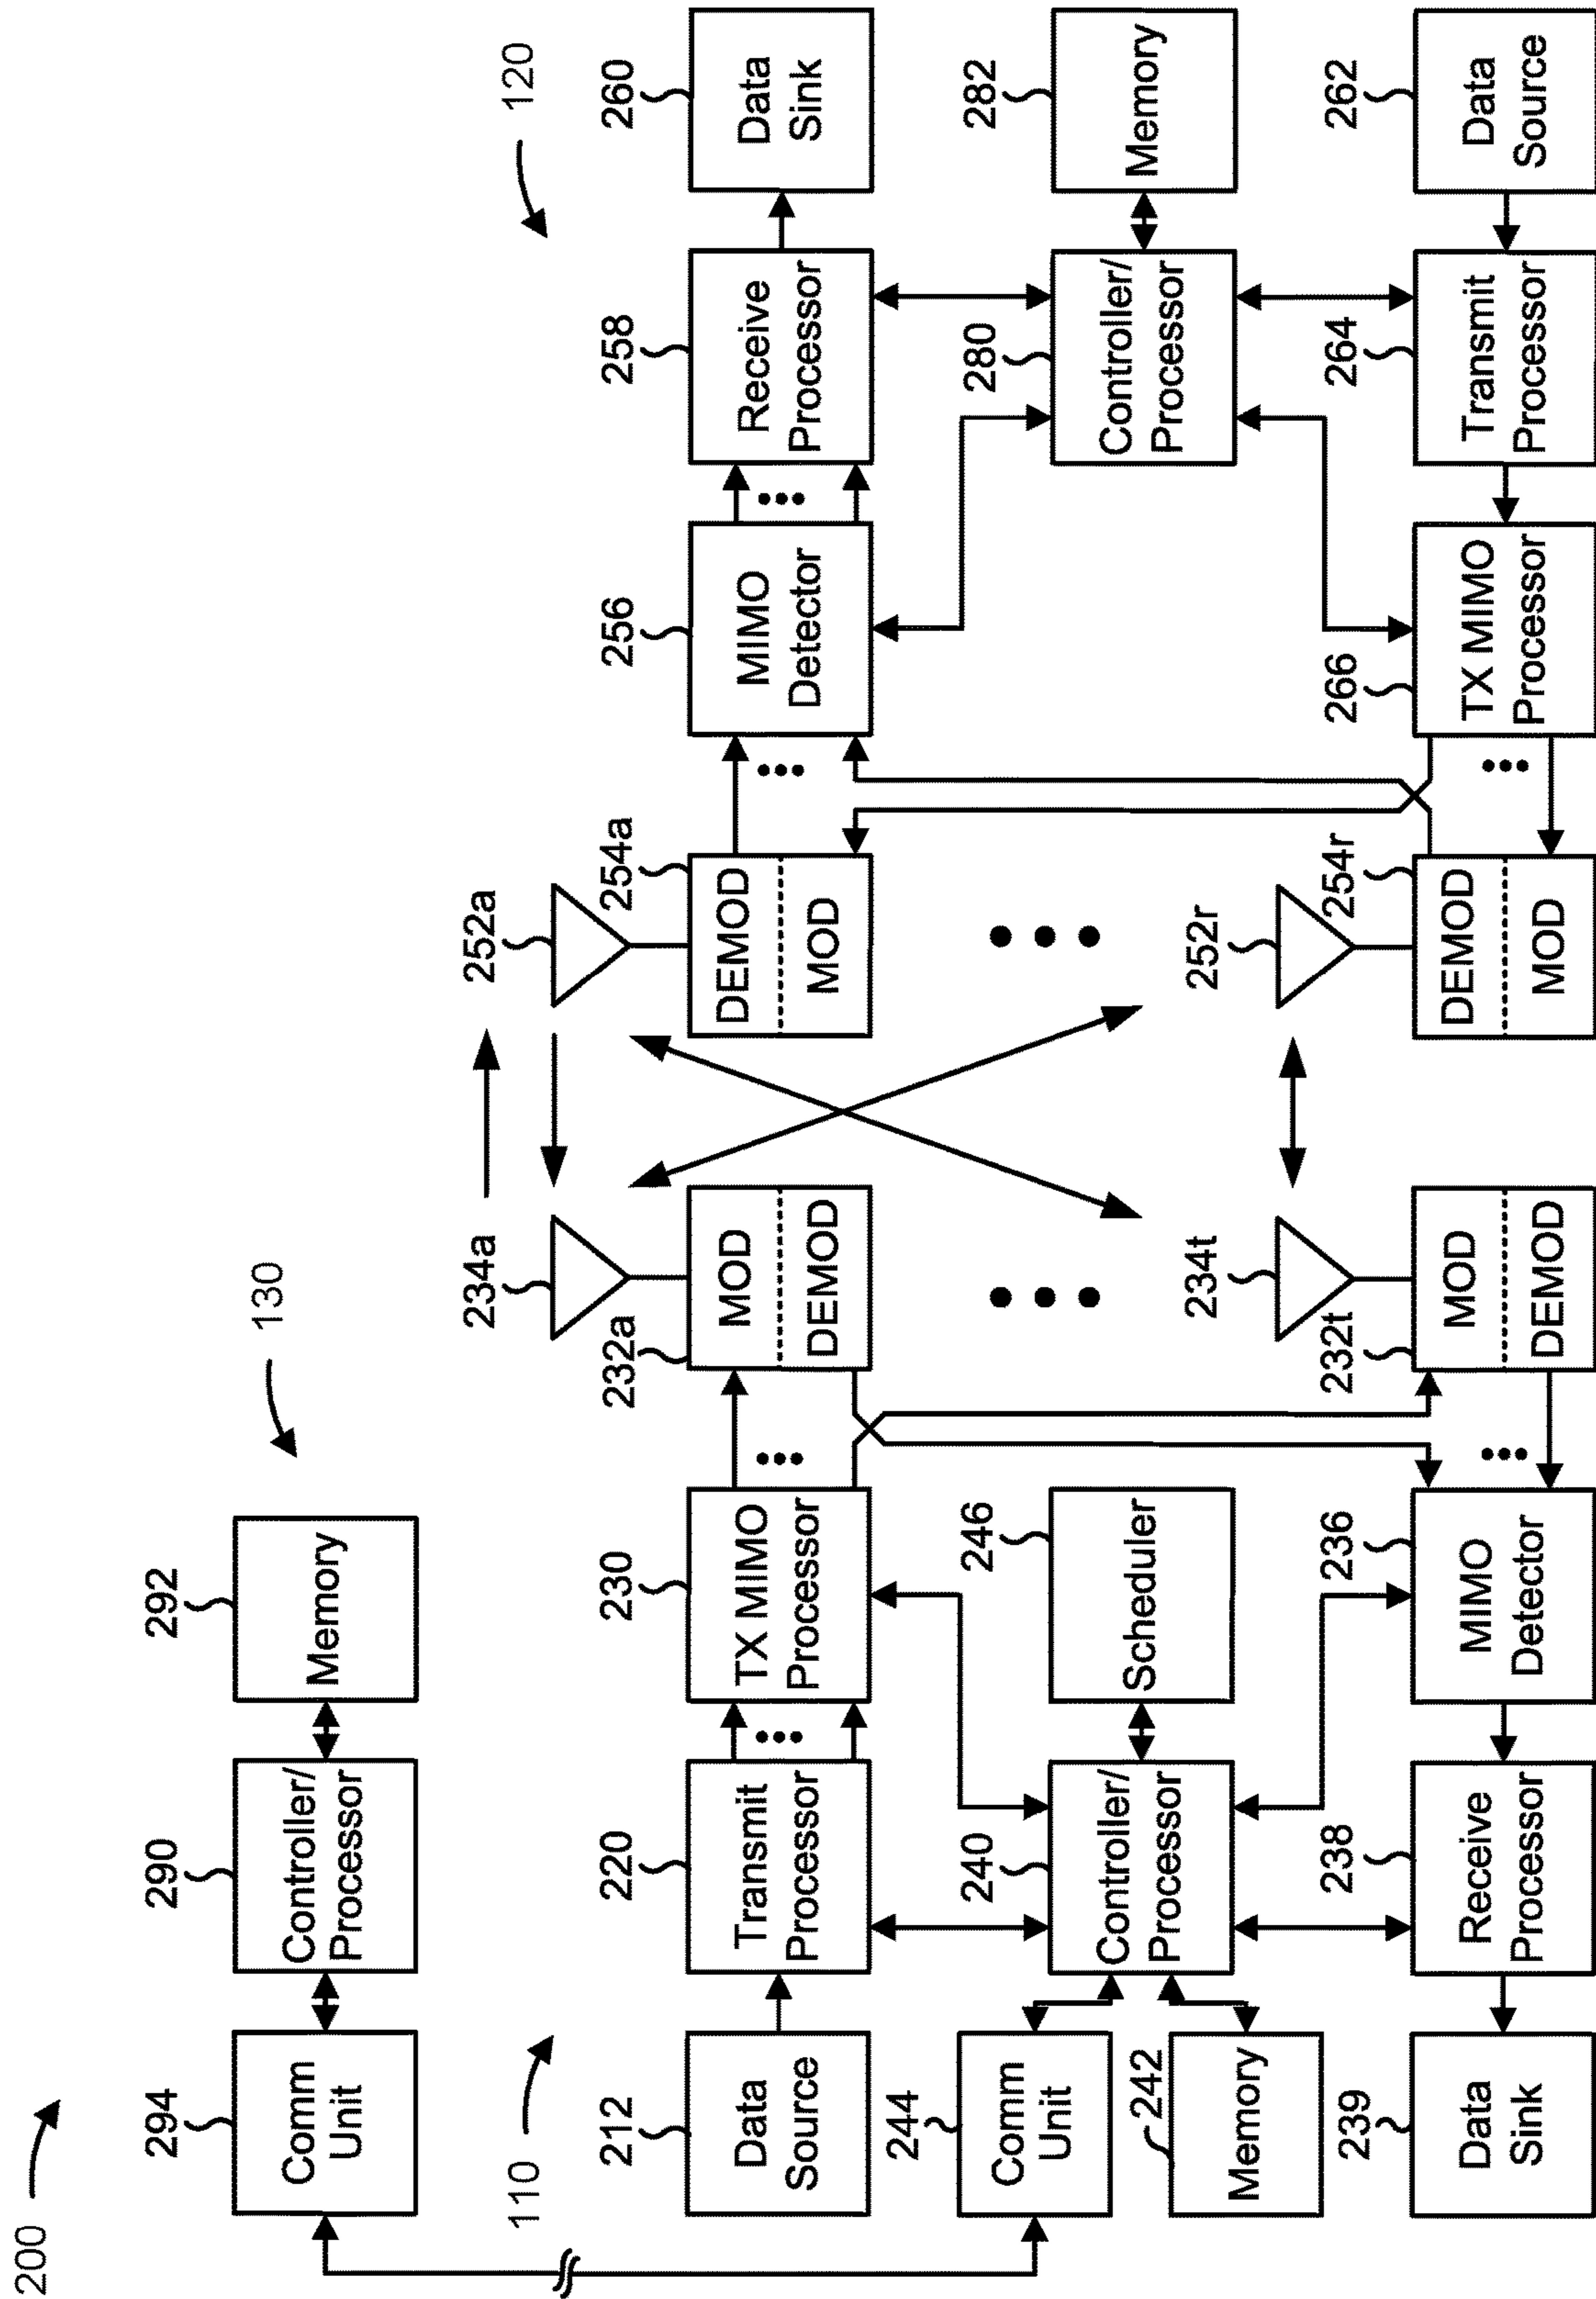 200
294
290
292
130
Comm
Unit
Controller/
Processor
Memory
110
120
234a
252a
212
220
230
232a
254a
256
258
260
Data
Source
Transmit
Processor
TX MIMO
Processor
MOD
DEMOD
DEMOD
MOD
MIMO
Detector
Receive
Processor
Data
Sink
244
240
246
280
282
Comm
Unit
Controller/
Processor
Scheduler
Controller/
Processor
Memory
242
Memory
234t
252r
239
238
236
232t
254r
266
264
262
Data
Sink
Receive
Processor
MIMO
Detector
MOD
DEMOD
DEMOD
MOD
TX MIMO
Processor
Transmit
Processor
Data
Source